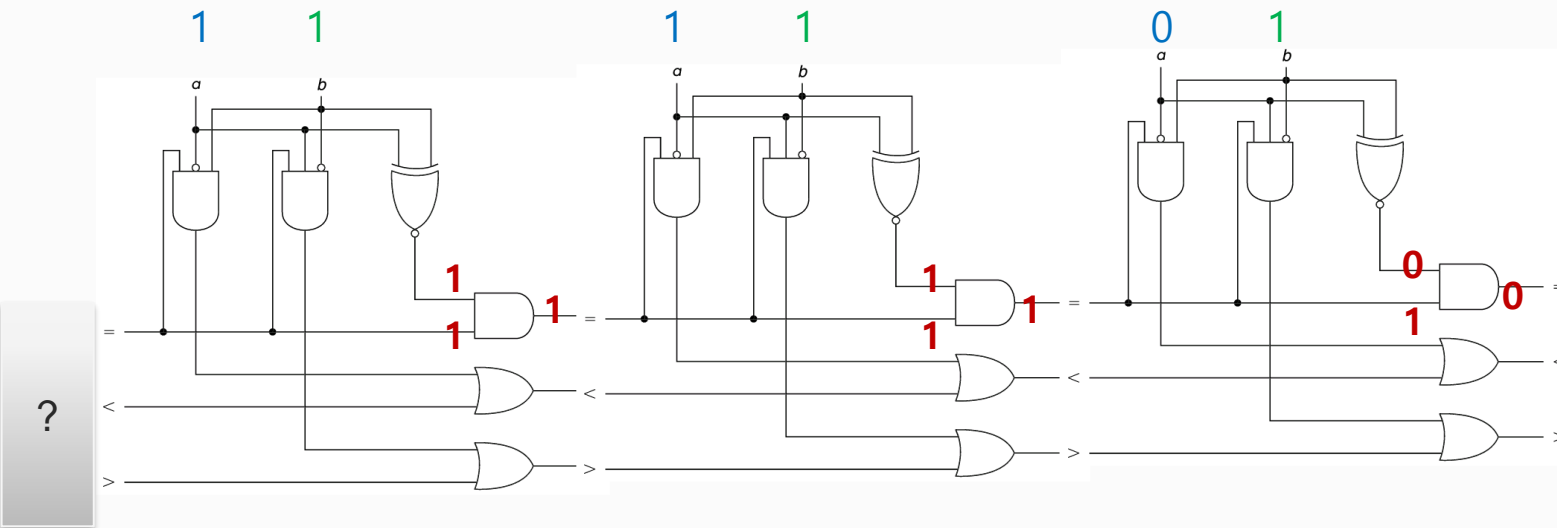 1 1 1 1 0 1
a b a b a b
1 1 0
1 1 1 0
= 1 = 1 = 1 =
? < < < <
> > > >